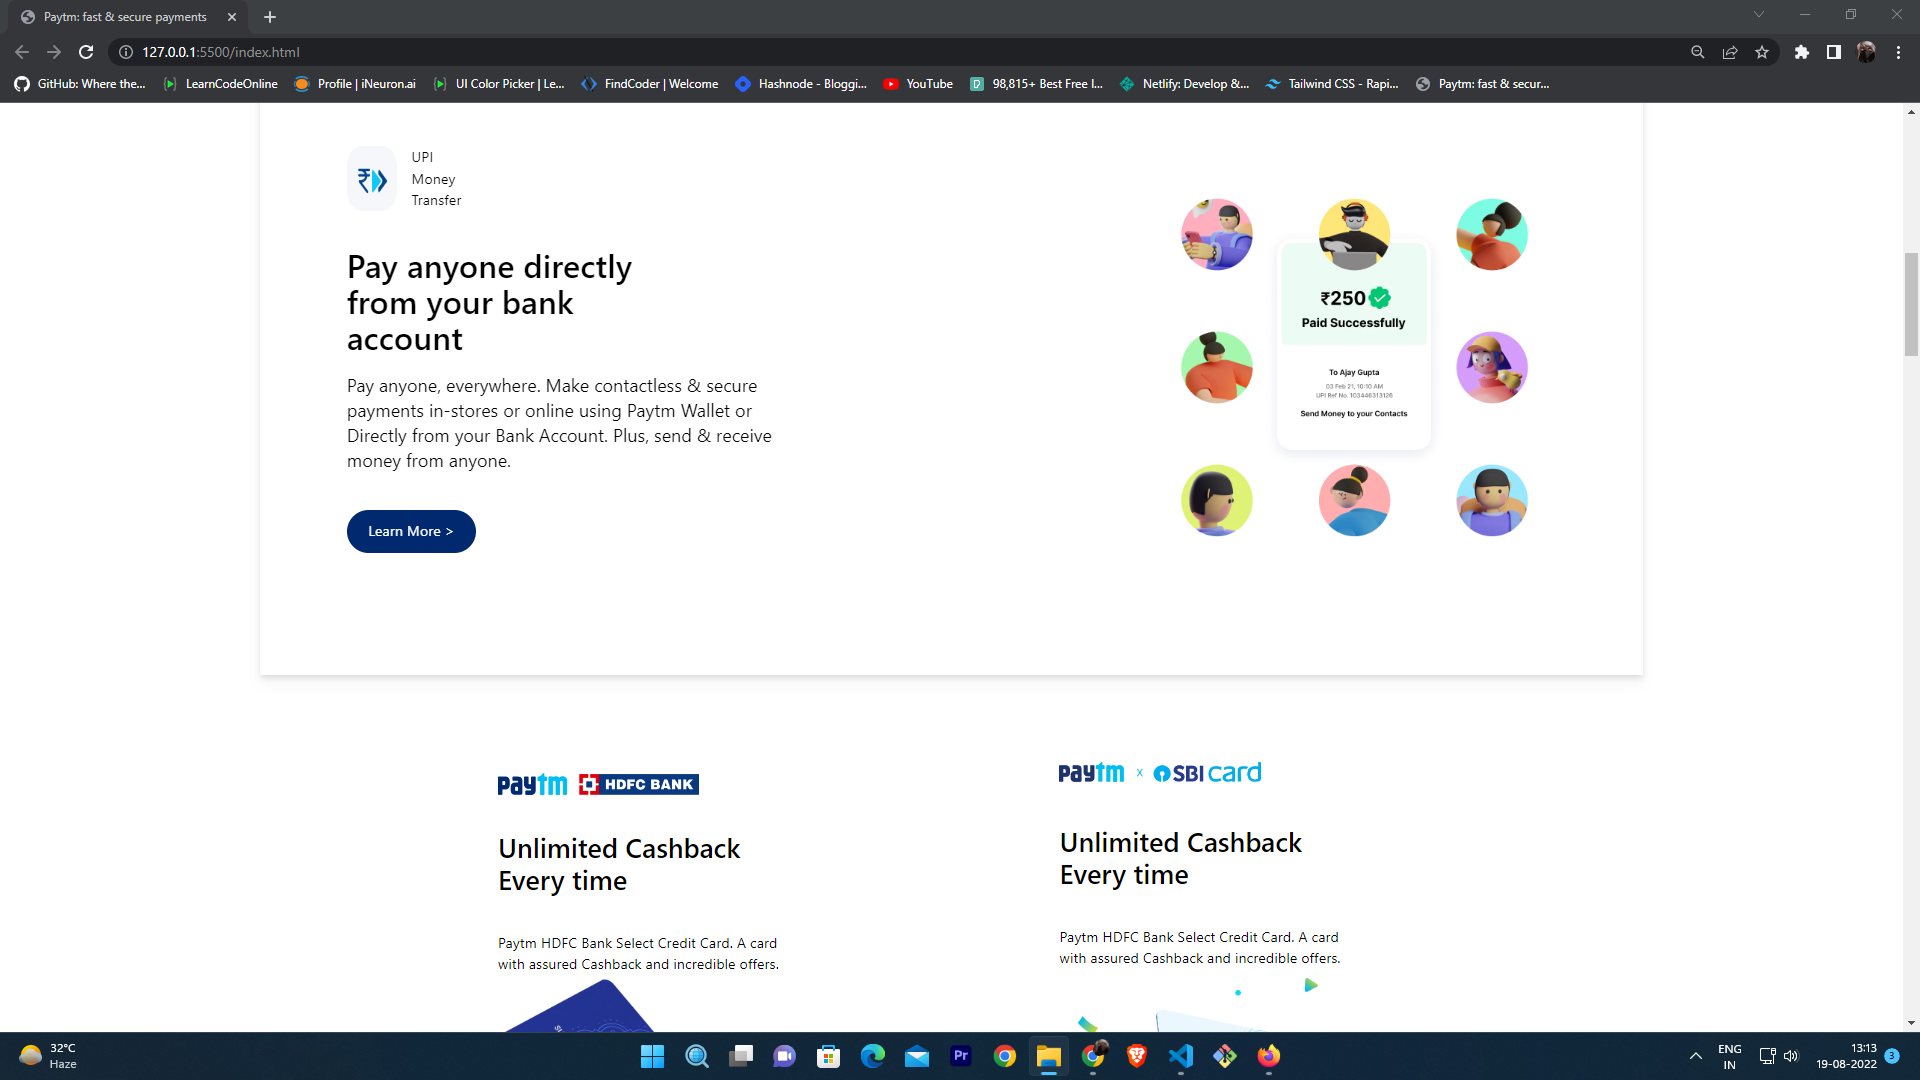 Paytm: fast & secure payments
127.0.0.1:5500/index.html
GitHub: Where the...
LearnCodeOnline
Profile | iNeuron.ai
UI Color Picker | Le...
FindCoder | Welcome
Hashnode - Bloggi...
YouTube
98,815+ Best Free I...
Netlify: Develop &...
Tailwind CSS - Rapi...
Paytm: fast & secur...
UPI
Money
Transfer
Pay anyone directly
from your bank
account
Pay anyone, everywhere. Make contactless & secure
payments in-stores or online using Paytm Wallet or
Directly from your Bank Account. Plus, send & receive
money from anyone.
Learn More >
₹250
Paid Successfully
To Ajay Gupta
03 Feb 21, 10:10 AM
UPI Ref No. 103446313126
Send Money to your Contacts
paytm HDFC BANK
Unlimited Cashback
Every time
Paytm HDFC Bank Select Credit Card. A card
with assured Cashback and incredible offers.
paytm x SBI card
Unlimited Cashback
Every time
Paytm HDFC Bank Select Credit Card. A card
with assured Cashback and incredible offers.
32°C
Haze
Pr
ENG
IN
13:13
19-08-2022
3